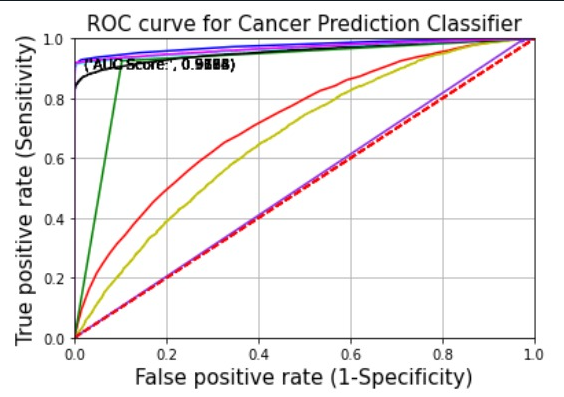 ROC curve for Cancer Prediction Classifier
True positive rate (Sensitivity)
1.0
0.8
0.6
0.4
0.2
0.0
('AUC Score:',
0.0 0.2 0.4 0.6 0.8 1.0
False positive rate (1-Specificity)